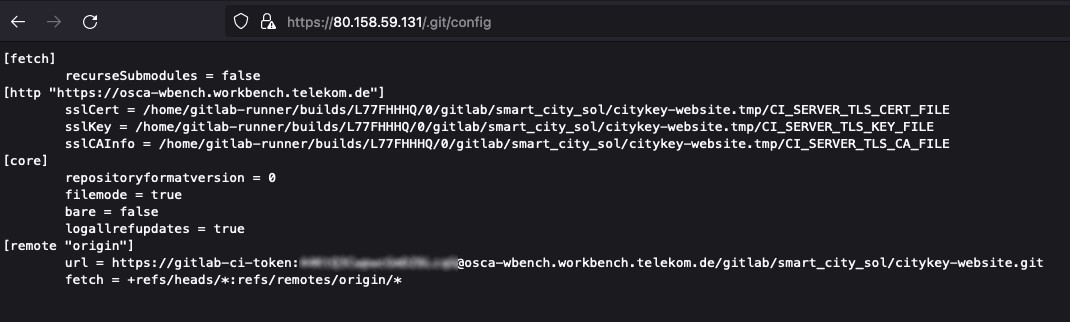 https://80.158.59.131/.git/config
[fetch]
recurseSubmodules = false
[http "https://osca-wbench.workbench.telekom.de"]
sslCert = /home/gitlab-runner/builds/L77FHHHQ/0/gitlab/smart_city_sol/citykey-website.tmp/CI_SERVER_TLS_CERT_FILE
sslKey = /home/gitlab-runner/builds/L77FHHHQ/0/gitlab/smart_city_sol/citykey-website.tmp/CI_SERVER_TLS_KEY_FILE
sslCAInfo = /home/gitlab-runner/builds/L77FHHHQ/0/gitlab/smart_city_sol/citykey-website.tmp/CI_SERVER_TLS_CA_FILE
[core]
repositoryformatversion = 0
filemode = true
bare = false
logallrefupdates = true
[remote "origin"]
url = https://gitlab-ci-token:@osca-wbench.workbench.telekom.de/gitlab/smart_city_sol/citykey-website.git
fetch = +refs/heads/*:refs/remotes/origin/*